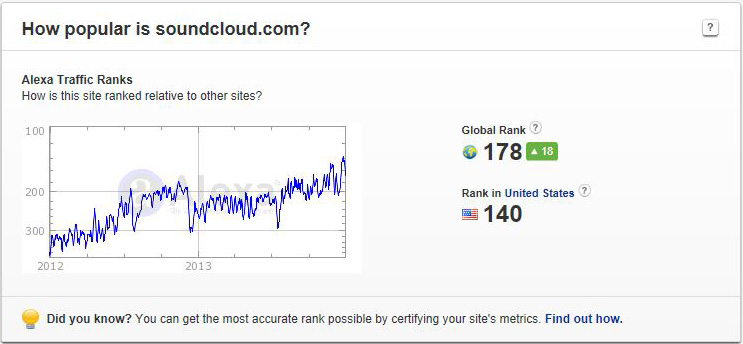 How popular is soundcloud.com?
?
Alexa Traffic Ranks
How is this site ranked relative to other sites?
100
200
300
2012 2013
Alexa
Global Rank ?
178 18
Rank in United States ?
140
Did you know? You can get the most accurate rank possible by certifying your site's metrics. Find out how.